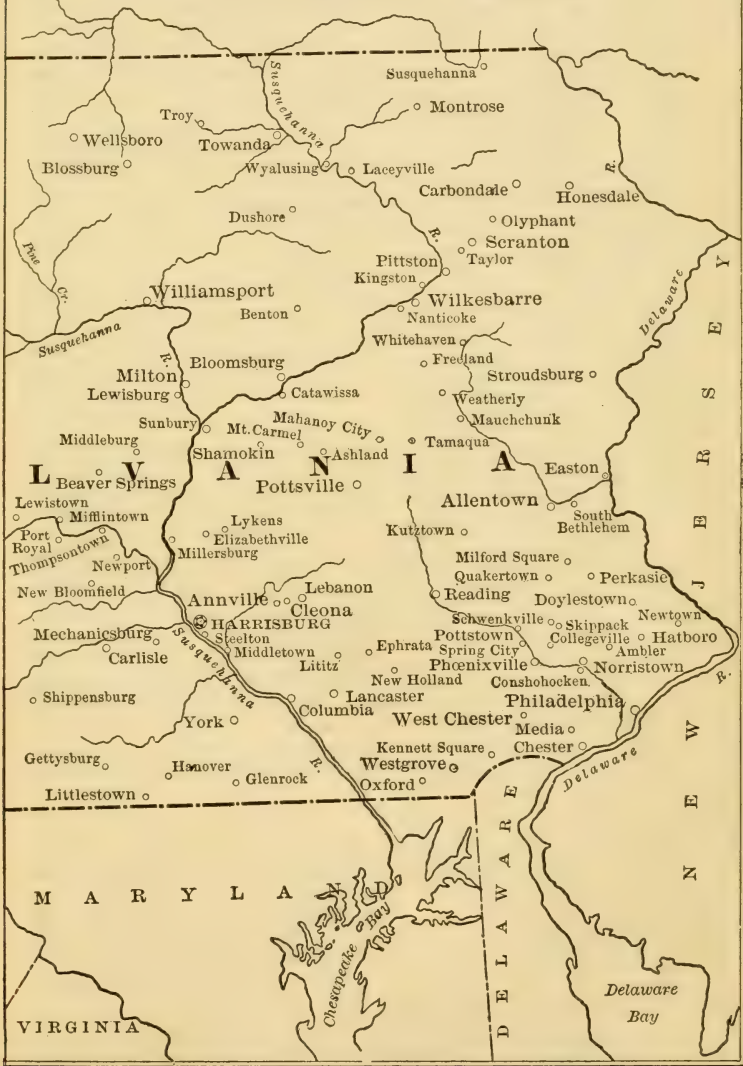 Susquehanna
Susquehanna
Montrose
Troy
Towanda
Wellsboro
Blossburg
Wyalusing
Laceyville
R.
Carbondale
Honesdale
Dushore
Olyphant
R.
Scranton
Pittston
Taylor
Kingston
Pine
Cr.
Williamsport
Benton
Wilkesbarre
Nanticoke
Delaware
Susquehanna
R.
Whitehaven
Freeland
Bloomsburg
Milton
Stroudsburg
Lewisburg
Catawissa
Weatherly
Sunbury
Mahanoy City
Mauchchunk
Mt. Carmel
Middleburg
Tamaqua
Shamokin
Ashland
L V A N I A
Beaver Springs
Pottsville
Easton
Allentown
South
Bethlehem
Lewistown
Mifflintown
Lykens
Port
Royal
Elizabethville
Kutztown
Thompsontown
Millersburg
Newport
Milford Square
Quakertown
Perkasie
New Bloomfield
Annville
Lebanon
Cleona
Reading
Doylestown
HARRISBURG
Schwenkville
Skippack
Newtown
Mechanicsburg
Steelton
Pottstown
Collegeville
Hatboro
Carlisle
Middletown
Ephrata
Spring City
Ambler
Lititz
Phœnixville
Norristown
Susquehanna
New Holland
Conshohocken
R.
Shippensburg
Lancaster
Columbia
Philadelphia
York
West Chester
Media
Gettysburg
Kennett Square
Chester
Hanover
Westgrove
Delaware
R.
Glenrock
Oxford
Littlestown
NEW JERSEY
MARYLAND
DELAWARE
Chesapeake
Bay
Delaware
Bay
VIRGINIA